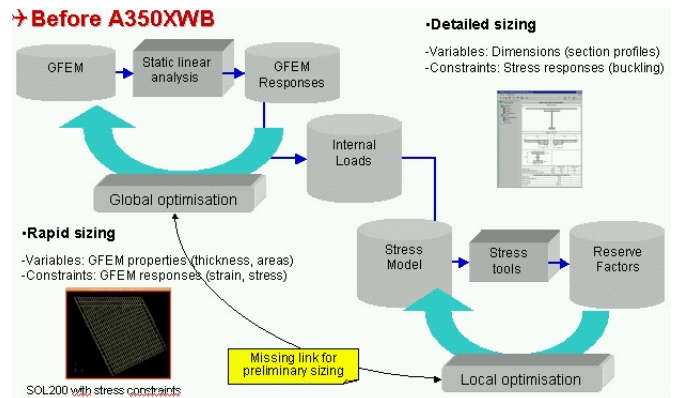 Before A350XWB
·Detailed sizing
-Variables: Dimensions (section profiles)
-Constraints: Stress responses (buckling)
GFEM
Static linear
analysis
GFEM
Responses
Internal
Loads
Global optimisation
·Rapid sizing
-Variables: GFEM properties (thickness, areas)
-Constraints: GFEM responses (strain, stress)
Stress
Model
Stress
tools
Reserve
Factors
Missing link for
preliminary sizing
Local optimisation
SOL200 with stress constraints